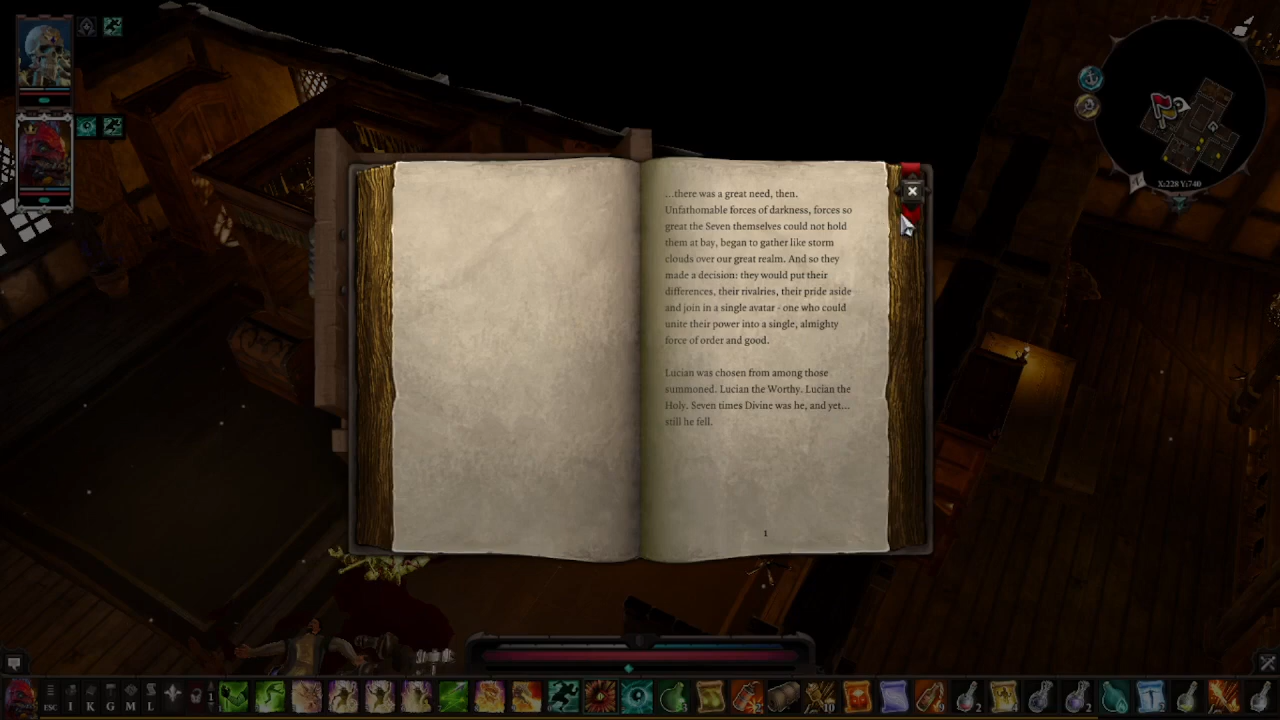 X:228 Y:740
…there was a great need, then.
Unfathomable forces of darkness, forces so
great the Seven themselves could not hold
them at bay, began to gather like storm
clouds over our great realm. And so they
made a decision: they would put their
differences, their rivalries, their pride aside
and join in a single avatar - one who could
unite their power into a single, almighty
force of order and good.
Lucian was chosen from among those
summoned. Lucian the Worthy. Lucian the
Holy. Seven times Divine was he, and yet…
still he fell.
1
ESC I K G M L 1